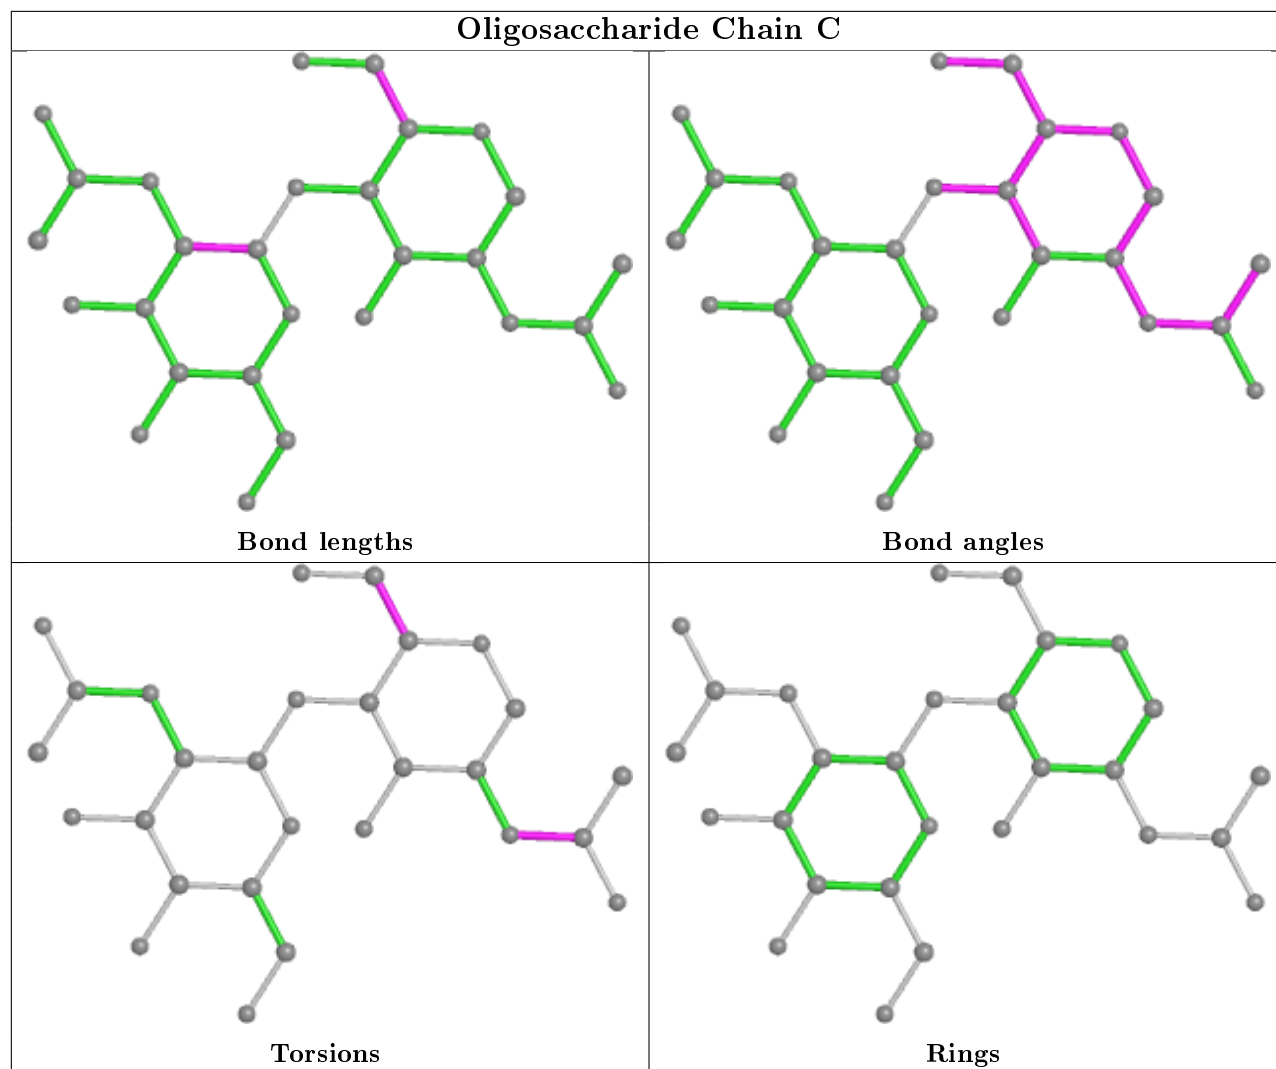 Oligosaccharide Chain C
Bond lengths
Bond angles
Torsions
Rings